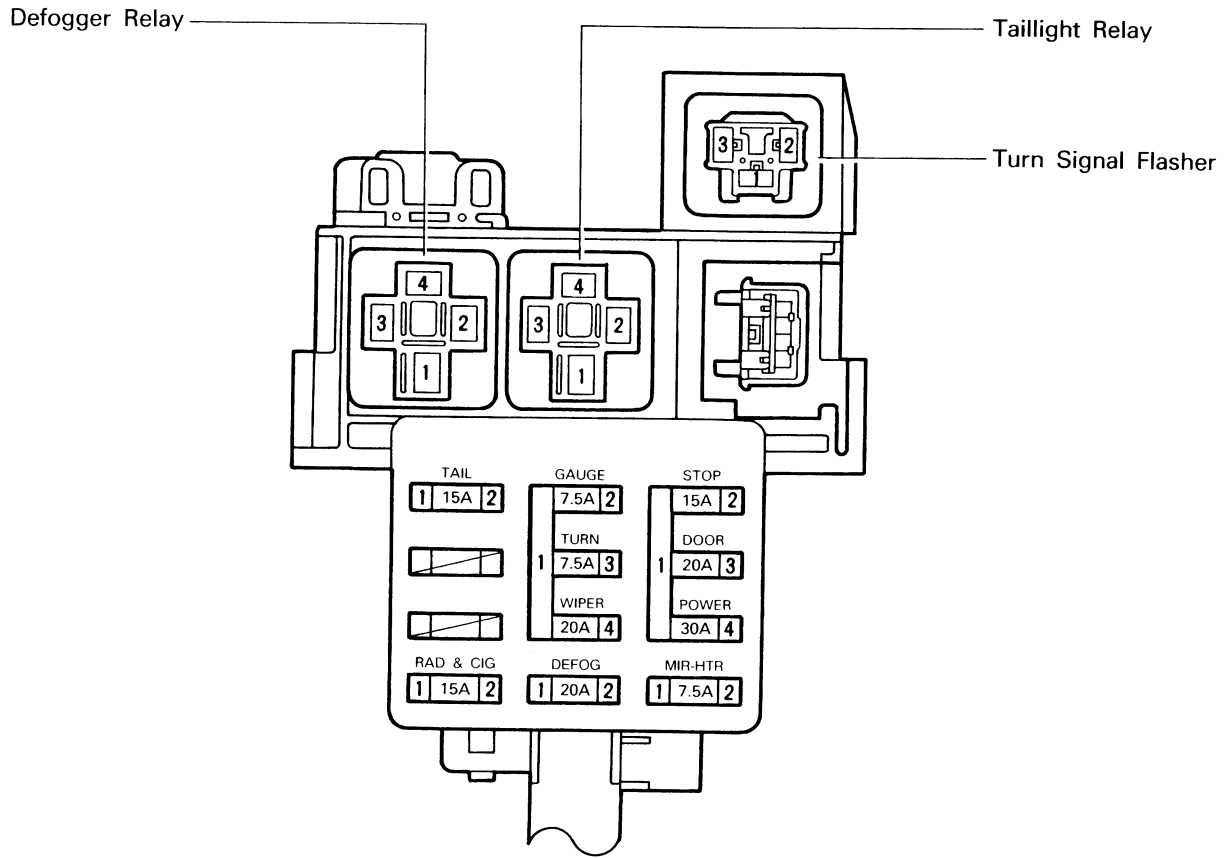 Defogger Relay
Taillight Relay
3 2
1
Turn Signal Flasher
4
3 2
1
4
3 2
1
TAIL GAUGE STOP
1 15A 2 7.5A 2 15A 2
TURN DOOR
1 7.5A 3 1 20A 3
WIPER POWER
20A 4 30A 4
RAD & CIG DEFOG MIR-HTR
1 15A 2 1 20A 2 1 7.5A 2